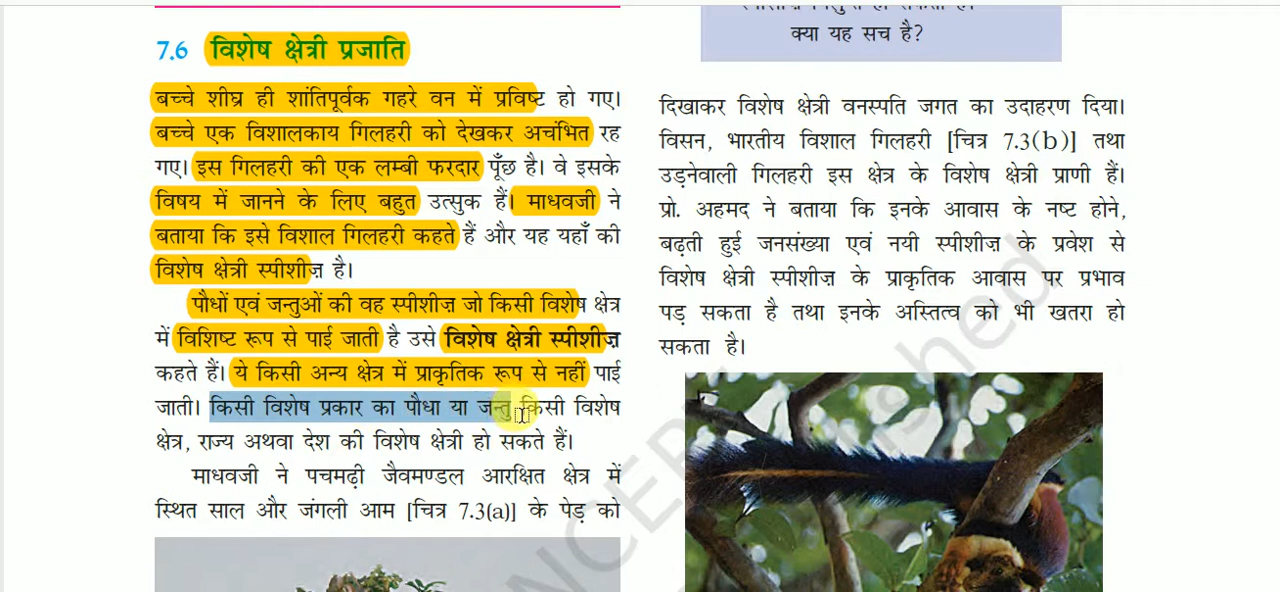 7.6 विशेष क्षेत्री प्रजाति
बच्चे शीघ्र ही शांतिपूर्वक गहरे वन में प्रविष्ट हो गए।
बच्चे एक विशालकाय गिलहरी को देखकर अचंभित रह
गए। इस गिलहरी की एक लम्बी फरदार पूँछ है। वे इसके
विषय में जानने के लिए बहुत उत्सुक हैं। माधवजी ने
बताया कि इसे विशाल गिलहरी कहते हैं और यह यहाँ की
विशेष क्षेत्री स्पीशीज़ है।
पौधों एवं जन्तुओं की वह स्पीशीज़ जो किसी विशेष क्षेत्र
में विशिष्ट रूप से पाई जाती है उसे विशेष क्षेत्री स्पीशीज़
कहते हैं। ये किसी अन्य क्षेत्र में प्राकृतिक रूप से नहीं पाई
जाती। किसी विशेष प्रकार का पौधा या जन्तु किसी विशेष
क्षेत्र, राज्य अथवा देश की विशेष क्षेत्री हो सकते हैं।
माधवजी ने पचमढ़ी जैवमण्डल आरक्षित क्षेत्र में
स्थित साल और जंगली आम [चित्र 7.3(a)] के पेड़ को
क्या यह सच है?
दिखाकर विशेष क्षेत्री वनस्पति जगत का उदाहरण दिया।
विसन, भारतीय विशाल गिलहरी [चित्र 7.3(b)] तथा
उड़नेवाली गिलहरी इस क्षेत्र के विशेष क्षेत्री प्राणी हैं।
प्रो. अहमद ने बताया कि इनके आवास के नष्ट होने,
बढ़ती हुई जनसंख्या एवं नयी स्पीशीज़ के प्रवेश से
विशेष क्षेत्री स्पीशीज़ के प्राकृतिक आवास पर प्रभाव
पड़ सकता है तथा इनके अस्तित्व को भी खतरा हो
सकता है।